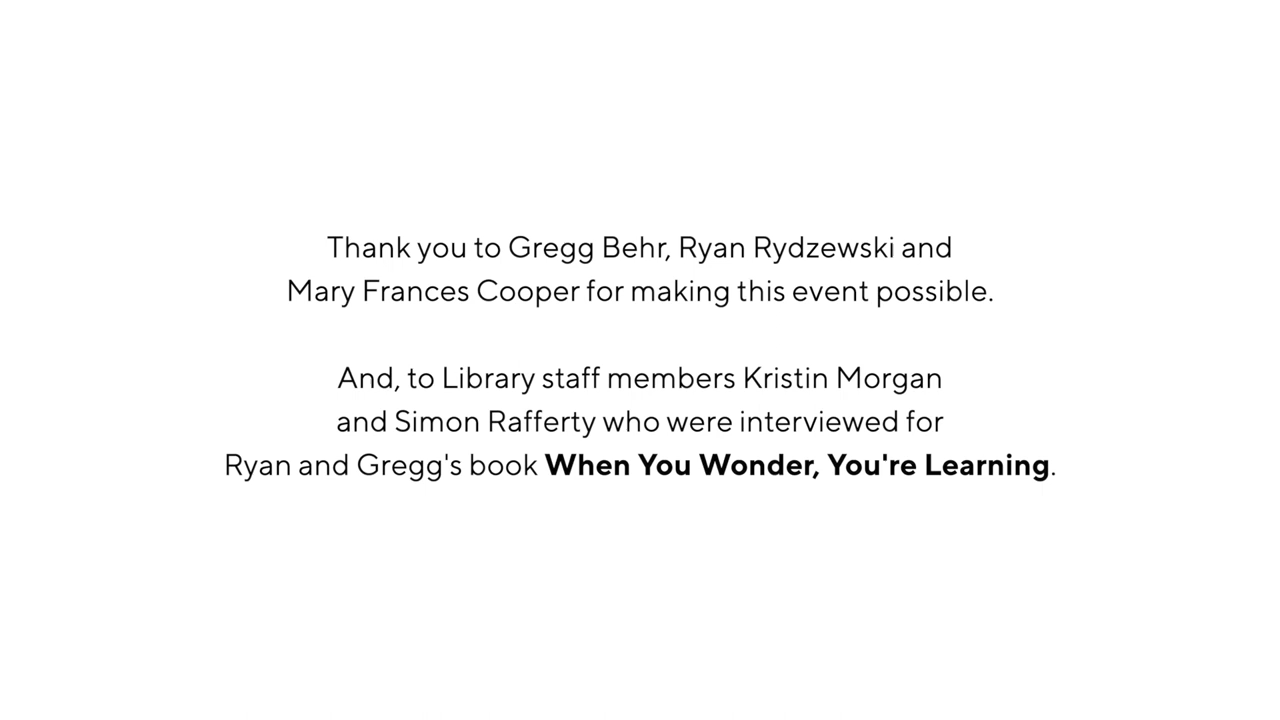 Thank you to Gregg Behr, Ryan Rydzewski and
Mary Frances Cooper for making this event possible.
And, to Library staff members Kristin Morgan
and Simon Rafferty who were interviewed for
Ryan and Gregg's book When You Wonder, You're Learning.